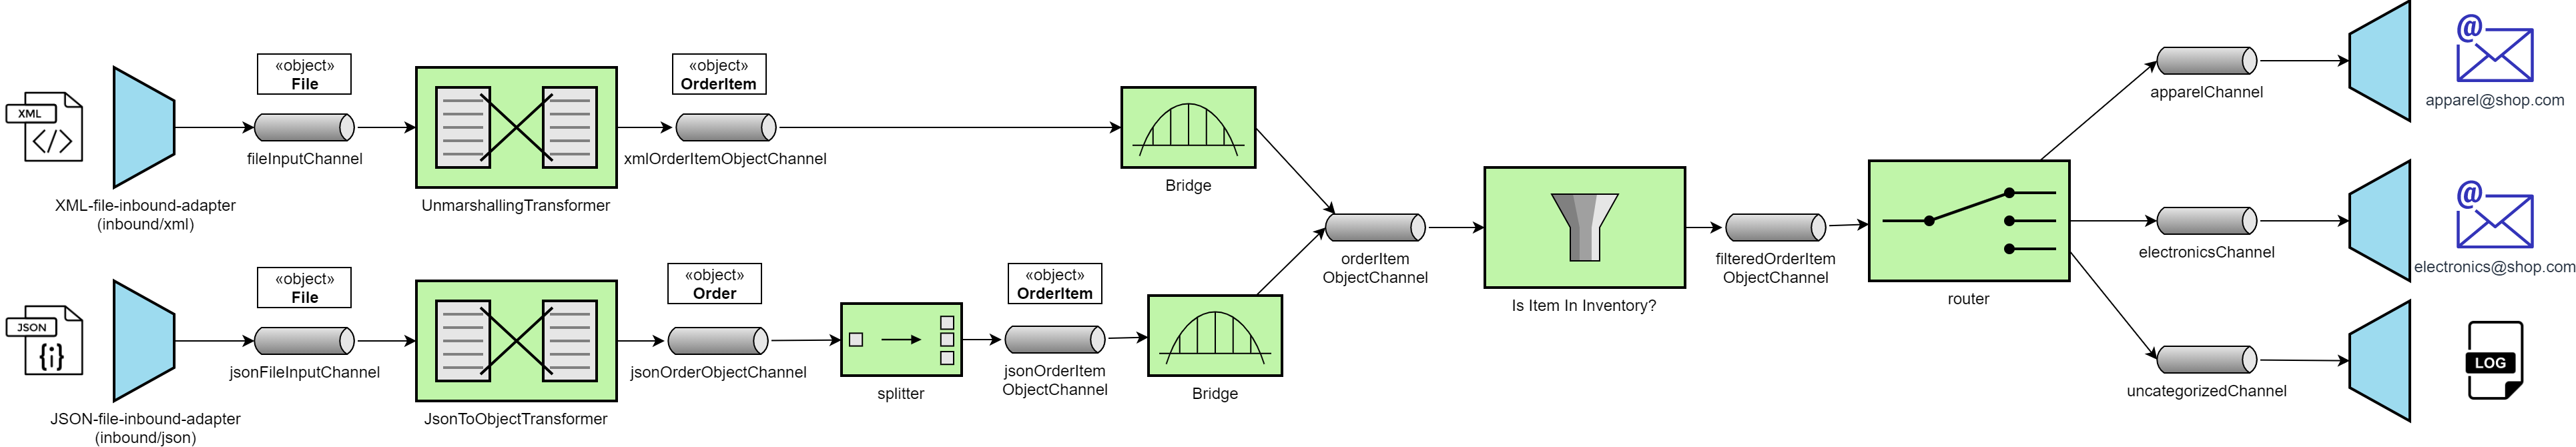 XML
</>
XML-file-inbound-adapter
(inbound/xml)
«object»
File
fileInputChannel
UnmarshallingTransformer
«object»
OrderItem
xmlOrderItemObjectChannel
Bridge
JSON
{i}
JSON-file-inbound-adapter
(inbound/json)
«object»
File
jsonFileInputChannel
JsonToObjectTransformer
«object»
Order
jsonOrderObjectChannel
splitter
«object»
OrderItem
jsonOrderItem
ObjectChannel
Bridge
orderItem
ObjectChannel
Is Item In Inventory?
filteredOrderItem
ObjectChannel
router
apparelChannel
@
apparel@shop.com
electronicsChannel
@
electronics@shop.com
uncategorizedChannel
LOG